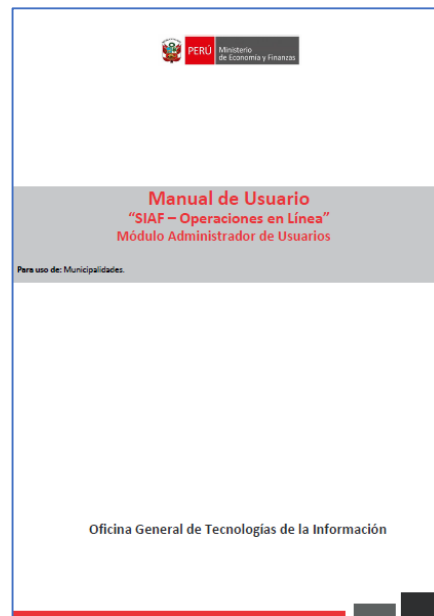 PERÚ
Ministerio
de Economía y Finanzas
Manual de Usuario
“SIAF – Operaciones en Línea”
Módulo Administrador de Usuarios
Para uso de: Municipalidades.
Oficina General de Tecnologías de la Información